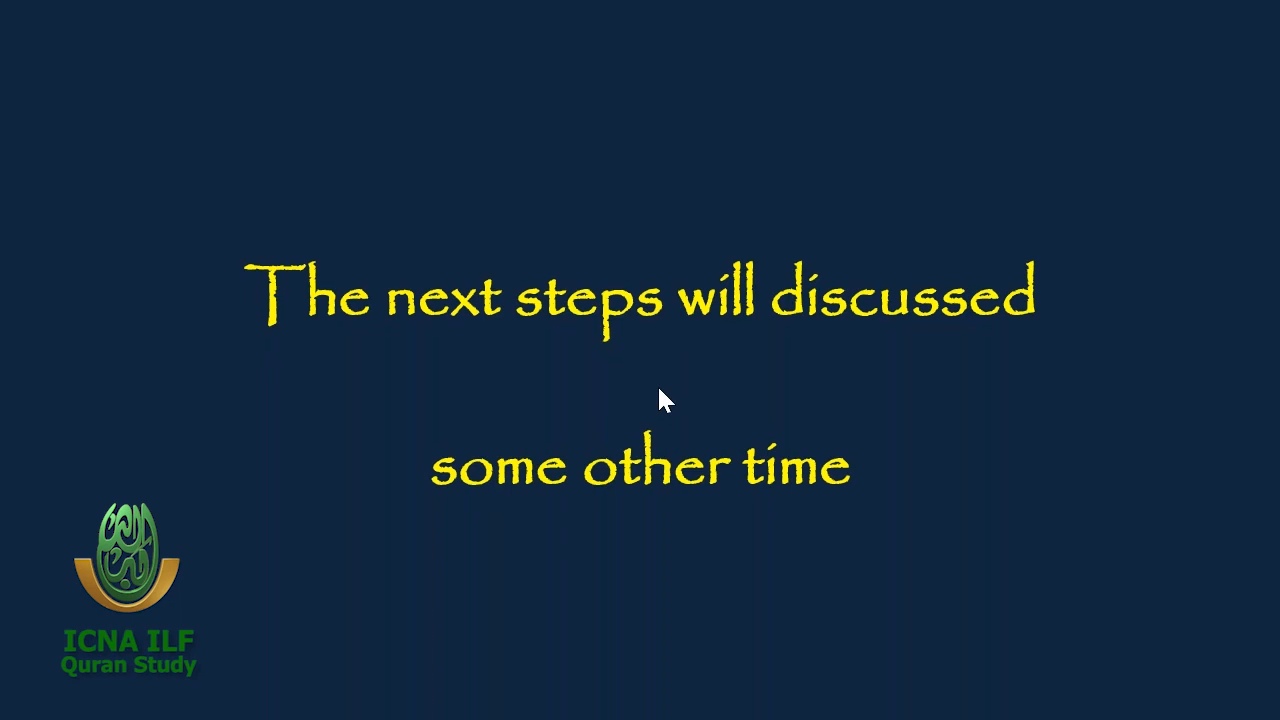 The next steps will discussed
some other time
ICNA ILF
Quran Study